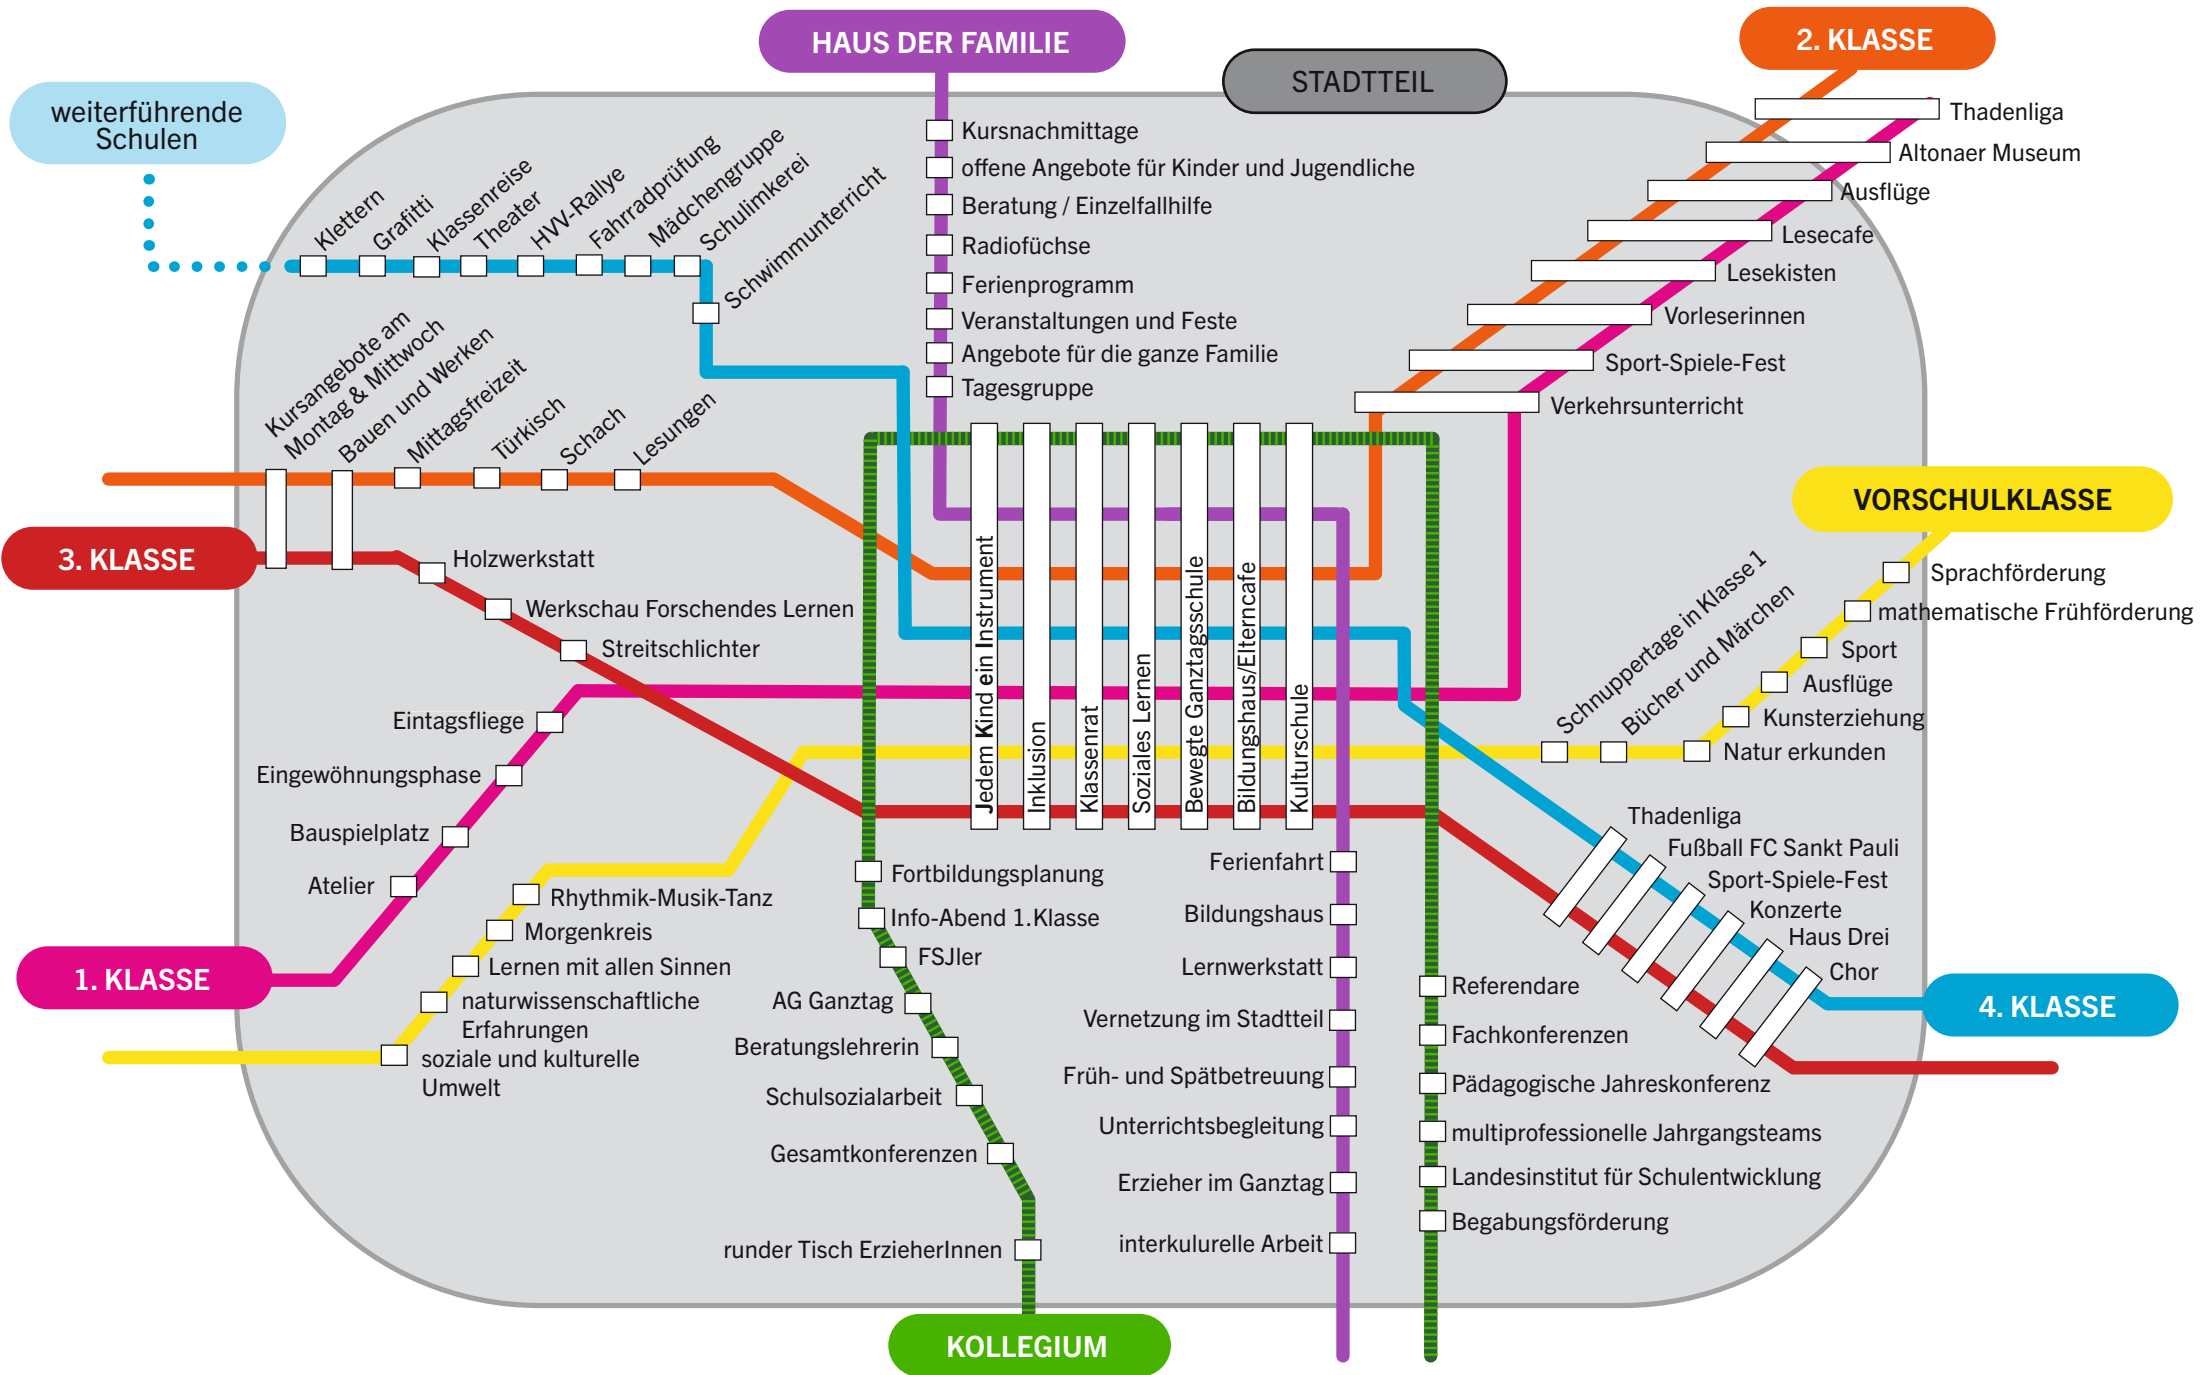 HAUS DER FAMILIE
STADTTEIL
2. KLASSE
weiterführende
Schulen
Klettern
Grafitti
Klassenreise
Theater
HVV-Rallye
Fahrradprüfung
Mädchengruppe
Schulimkerei
Schwimmunterricht
Kursnachmittage
offene Angebote für Kinder und Jugendliche
Beratung / Einzelfallhilfe
Radiofüchse
Ferienprogramm
Veranstaltungen und Feste
Angebote für die ganze Familie
Tagesgruppe
Thadenliga
Altonaer Museum
Ausflüge
Lesecafe
Lesekisten
Vorleserinnen
Sport-Spiele-Fest
Verkehrsunterricht
Kursangebote am
Montag & Mittwoch
Bauen und Werken
Mittagsfreizeit
Türkisch
Schach
Lesungen
3. KLASSE
Holzwerkstatt
Werkschau Forschendes Lernen
Streitschlichter
Jedem Kind ein Instrument
Inklusion
Klassenrat
Soziales Lernen
Bewegte Ganztagsschule
Bildungshaus/Elterncafe
Kulturschule
VORSCHULKLASSE
Sprachförderung
mathematische Frühförderung
Sport
Ausflüge
Kunsterziehung
Natur erkunden
Bücher und Märchen
Schnuppertage in Klasse 1
Eintagsfliege
Eingewöhnungsphase
Bauspielplatz
Atelier
1. KLASSE
Rhythmik-Musik-Tanz
Morgenkreis
Lernen mit allen Sinnen
naturwissenschaftliche
Erfahrungen
soziale und kulturelle
Umwelt
Fortbildungsplanung
Info-Abend 1.Klasse
FSJler
AG Ganztag
Beratungslehrerin
Schulsozialarbeit
Gesamtkonferenzen
runder Tisch ErzieherInnen
KOLLEGIUM
Ferienfahrt
Bildungshaus
Lernwerkstatt
Vernetzung im Stadtteil
Früh- und Spätbetreuung
Unterrichtsbegleitung
Erzieher im Ganztag
interkulurelle Arbeit
Referendare
Fachkonferenzen
Pädagogische Jahreskonferenz
multiprofessionelle Jahrgangsteams
Landesinstitut für Schulentwicklung
Begabungsförderung
Thadenliga
Fußball FC Sankt Pauli
Sport-Spiele-Fest
Konzerte
Haus Drei
Chor
4. KLASSE